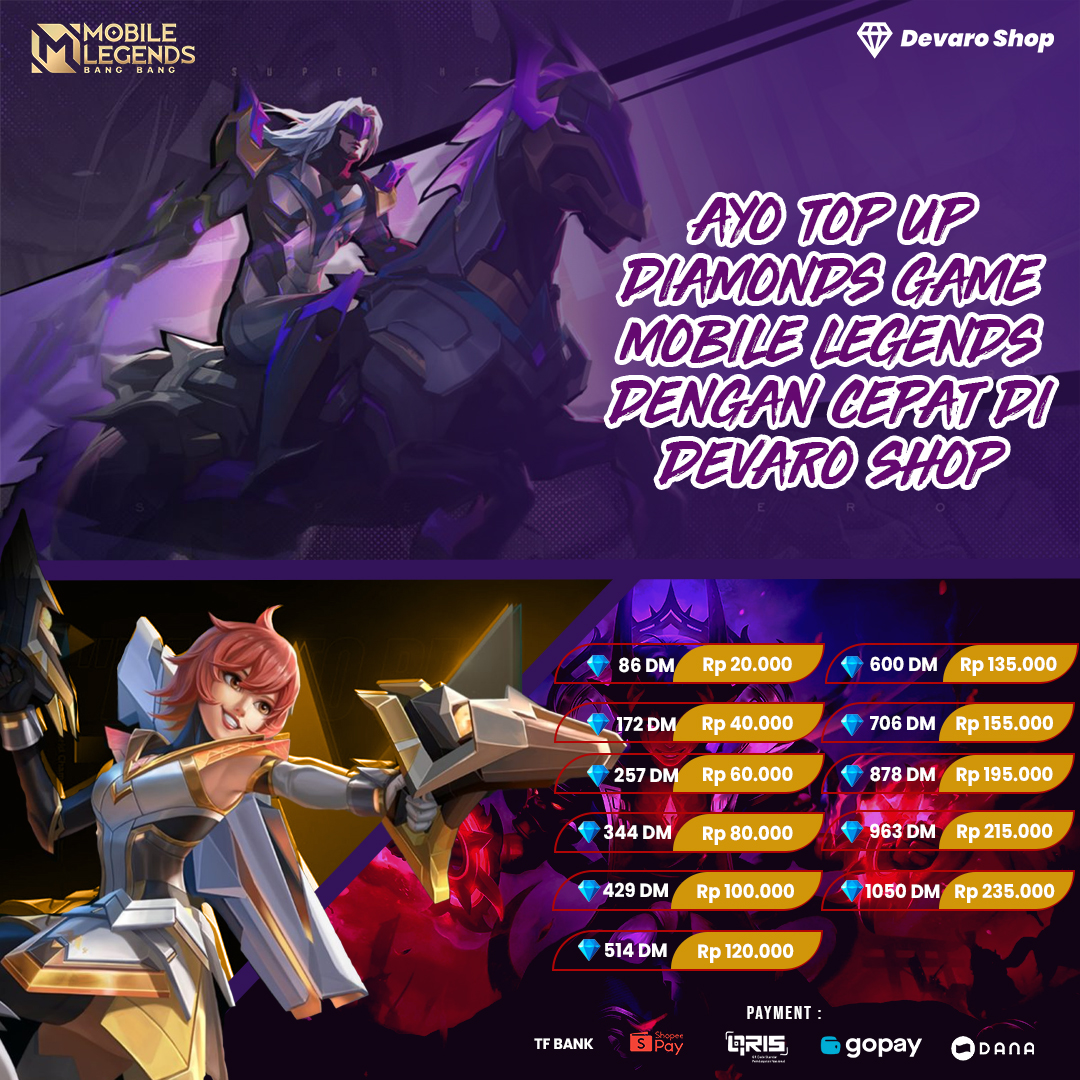 MOBILE
LEGENDS
BANG BANG
Devaro Shop
AYO TOP UP
DIAMONDS GAME
MOBILE LEGENDS
DENGAN CEPAT DI
DEVARO SHOP
86 DM Rp 20.000
600 DM Rp 135.000
172 DM Rp 40.000
706 DM Rp 155.000
257 DM Rp 60.000
878 DM Rp 195.000
344 DM Rp 80.000
963 DM Rp 215.000
429 DM Rp 100.000
1050 DM Rp 235.000
514 DM Rp 120.000
PAYMENT :
TF BANK
Shopee
Pay
QRIS
gopay
DANA